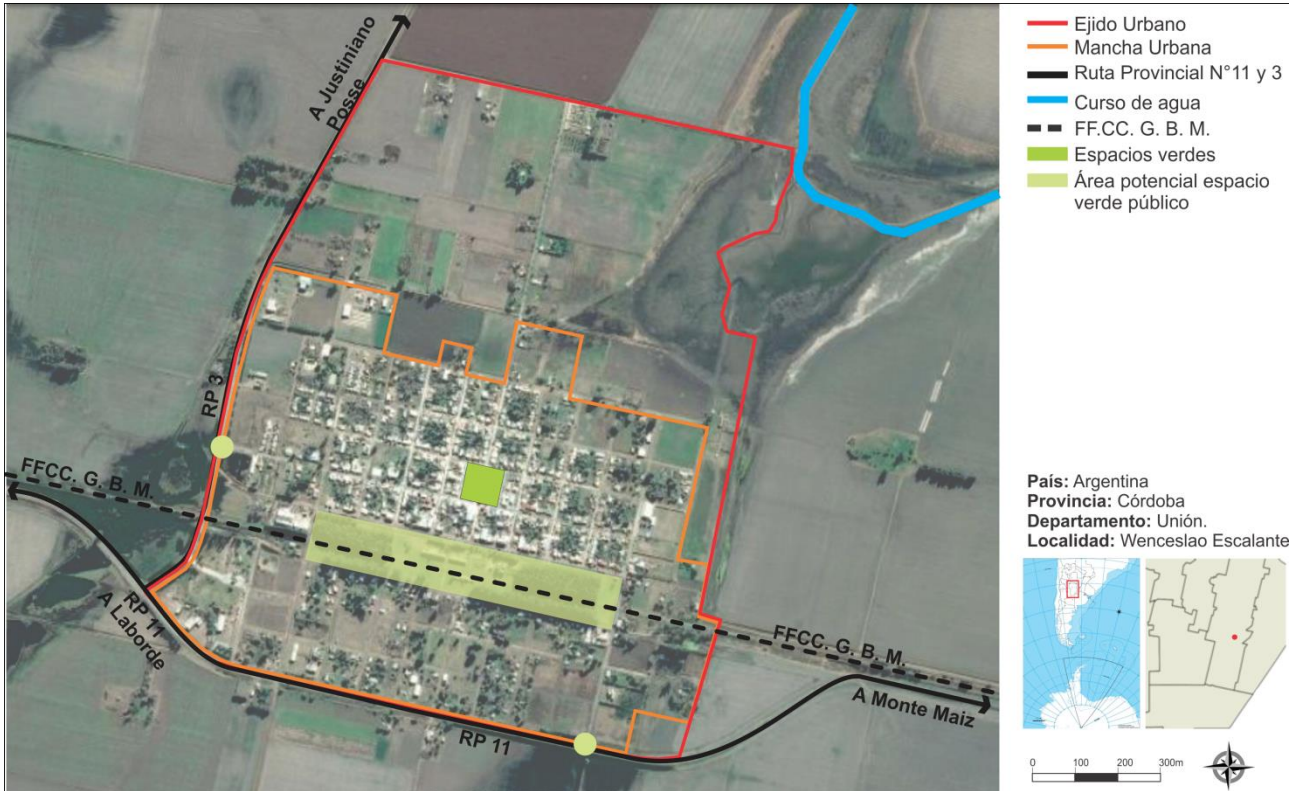 A Justiniano
Posse
RP 3
FFCC. G. B. M.
RP 11
A Laborde
RP 11
FFCC. G. B. M.
A Monte Maiz
Ejido Urbano
Mancha Urbana
Ruta Provincial N°11 y 3
Curso de agua
FF.CC. G. B. M.
Espacios verdes
Área potencial espacio
verde público
País: Argentina
Provincia: Córdoba
Departamento: Unión.
Localidad: Wenceslao Escalante
0 100 200 300m